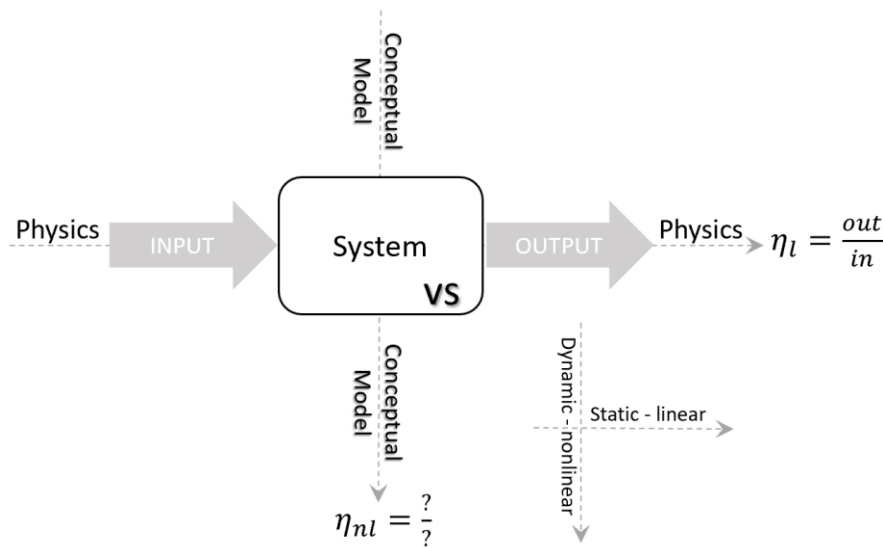 Conceptual
Model
Physics
INPUT
System
VS
OUTPUT
Physics
η_l = out/in
Conceptual
Model
Dynamic - nonlinear
Static - linear
η_nl = ?/?